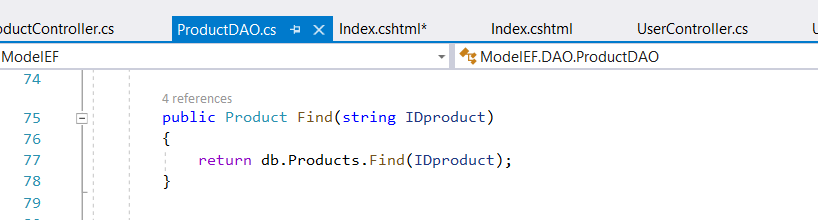 oductController.cs ProductDAO.cs Index.cshtml* Index.cshtml UserController.cs
ModelEF ModelEF.DAO.ProductDAO
74
4 references
75 public Product Find(string IDproduct)
76 {
77 return db.Products.Find(IDproduct);
78 }
79